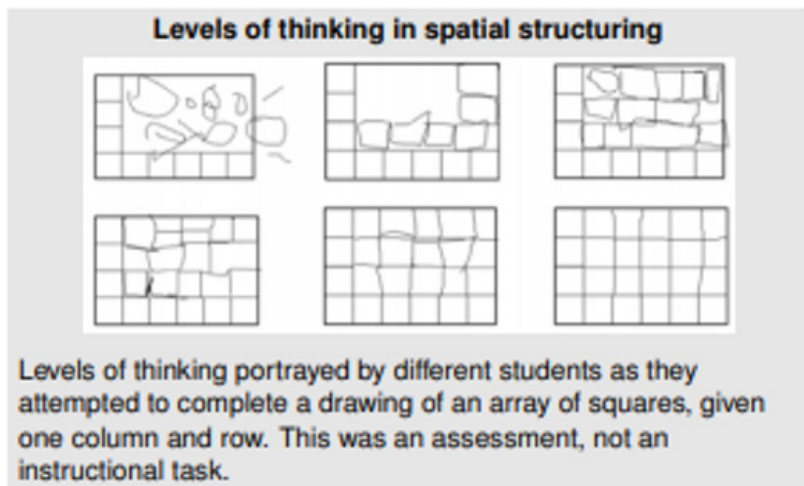 Levels of thinking in spatial structuring
Levels of thinking portrayed by different students as they
attempted to complete a drawing of an array of squares, given
one column and row. This was an assessment, not an
instructional task.